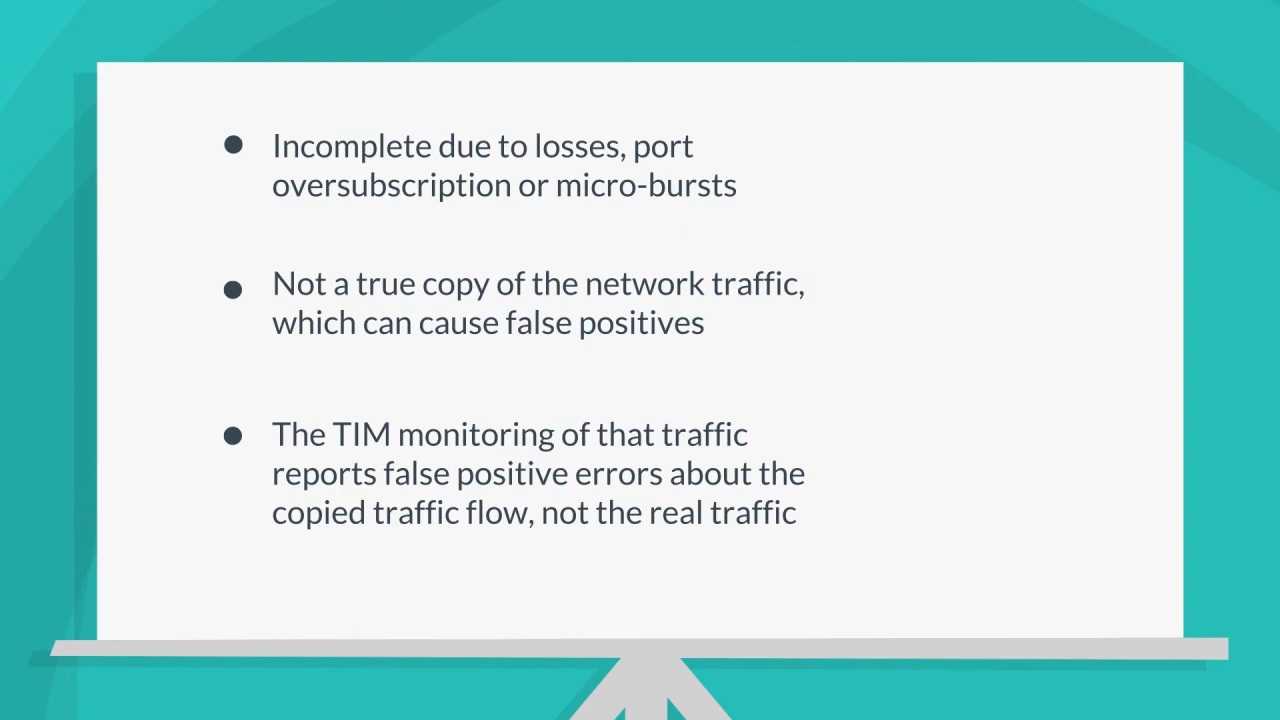 Incomplete due to losses, port
oversubscription or micro-bursts
Not a true copy of the network traffic,
which can cause false positives
The TIM monitoring of that traffic
reports false positive errors about the
copied traffic flow, not the real traffic